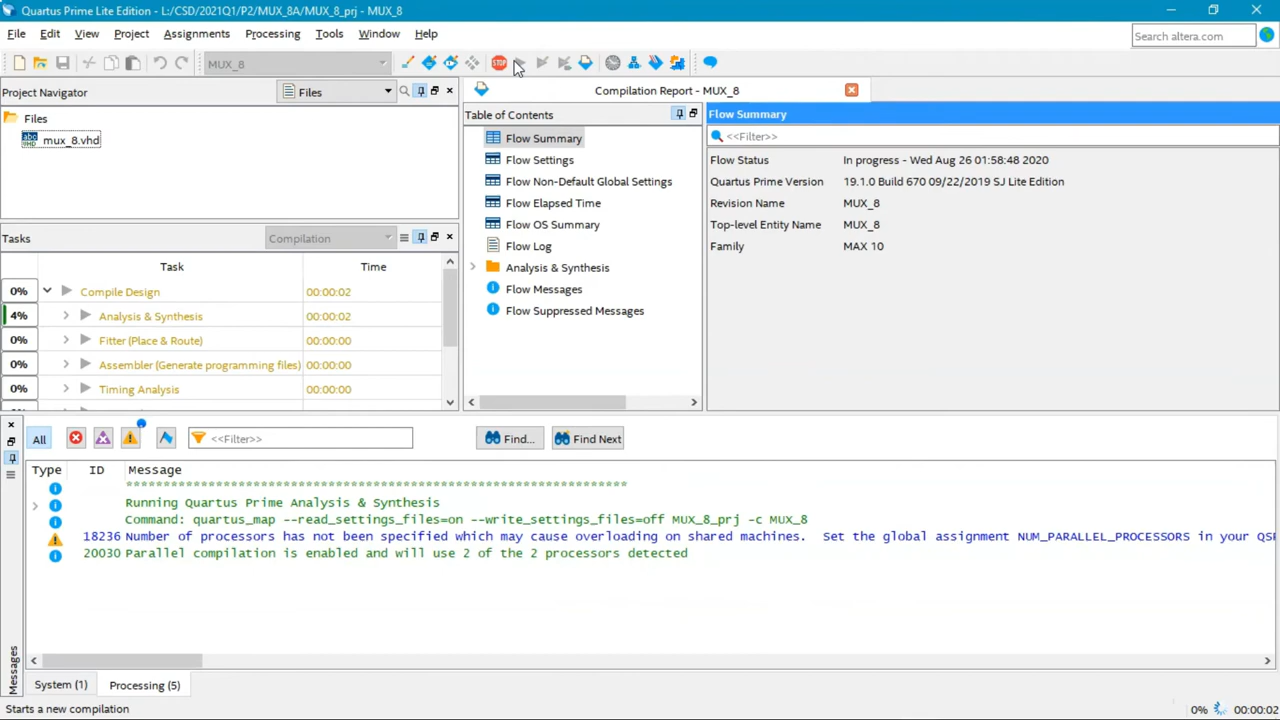 Quartus Prime Lite Edition - L:/CSD/2021Q1/P2/MUX_8A/MUX_8_prj - MUX_8
File Edit View Project Assignments Processing Tools Window Help
Search altera.com
MUX_8
STOP
Project Navigator
Files
Compilation Report - MUX_8
Files
mux_8.vhd
Table of Contents
Flow Summary
Flow Settings
Flow Non-Default Global Settings
Flow Elapsed Time
Flow OS Summary
Flow Log
Analysis & Synthesis
Flow Messages
Flow Suppressed Messages
Flow Summary
<<Filter>>
Flow Status In progress - Wed Aug 26 01:58:48 2020
Quartus Prime Version 19.1.0 Build 670 09/22/2019 SJ Lite Edition
Revision Name MUX_8
Top-level Entity Name MUX_8
Family MAX 10
Tasks Compilation
Task Time
0% Compile Design 00:00:02
4% Analysis & Synthesis 00:00:02
0% Fitter (Place & Route) 00:00:00
0% Assembler (Generate programming files) 00:00:00
0% Timing Analysis 00:00:00
All <<Filter>> Find... Find Next
Type ID Message
*******************************************************************
Running Quartus Prime Analysis & Synthesis
Command: quartus_map --read_settings_files=on --write_settings_files=off MUX_8_prj -c MUX_8
18236 Number of processors has not been specified which may cause overloading on shared machines.  Set the global assignment NUM_PARALLEL_PROCESSORS in your QSF
20030 Parallel compilation is enabled and will use 2 of the 2 processors detected
Messages
System (1) Processing (5)
Starts a new compilation
0% 00:00:02